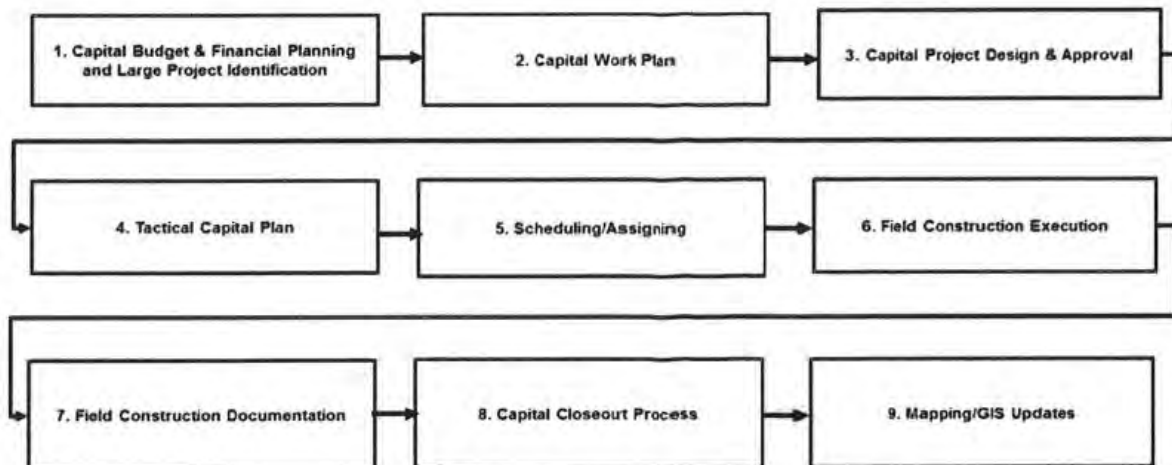 1. Capital Budget & Financial Planning
and Large Project Identification
2. Capital Work Plan
3. Capital Project Design & Approval
4. Tactical Capital Plan
5. Scheduling/Assigning
6. Field Construction Execution
7. Field Construction Documentation
8. Capital Closeout Process
9. Mapping/GIS Updates